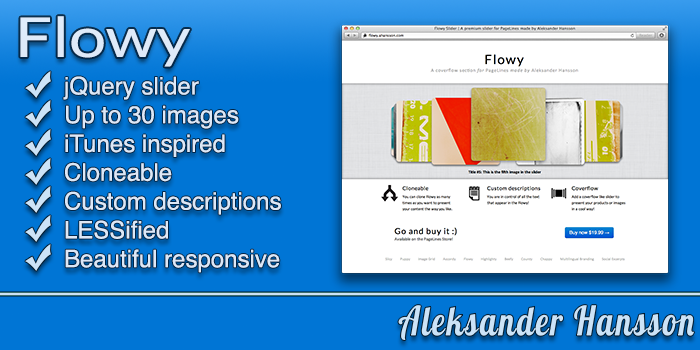 Flowy
jQuery slider
Up to 30 images
iTunes inspired
Cloneable
Custom descriptions
LESSified
Beautiful responsive
Flowy Slider | A premium slider for PageLines made by Aleksander Hansson
flowy.ahansson.com
Flowy
A coverflow section for PageLines made by Aleksander Hansson
Title #5: This is the fifth image in the slider
Cloneable
You can clone flowy as many
times as you want to present
your content the way you like.
Custom descriptions
You are in control of all the text
that appear in the flowy!
Coverflow
Add a coverflow like slider to
present your products or images
in a cool way!
Go and buy it :)
Available on the PageLines Store!
Buy now $19.99 →
Aleksander Hansson